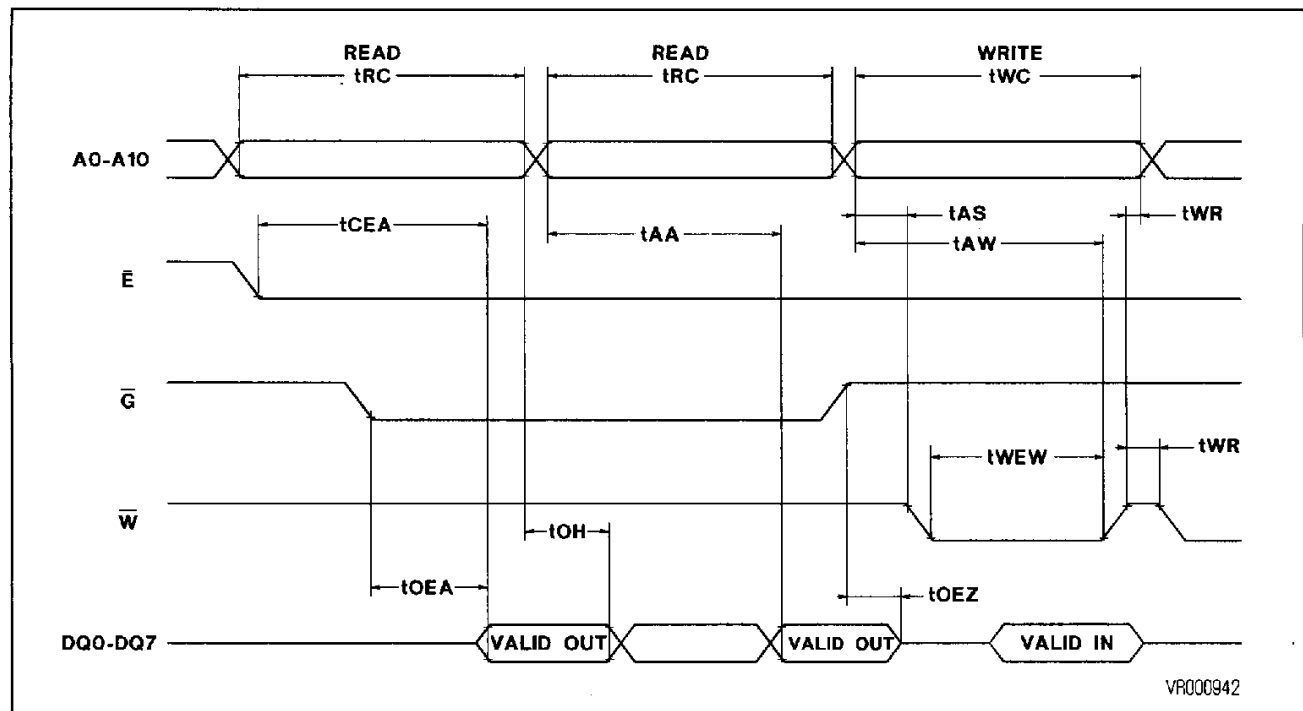 READ READ WRITE
tRC tRC tWC
A0-A10
tAS tWR
tCEA tAA tAW
E̅
G̅
tWEW tWR
W̅
tOH
tOEA tOEZ
DQ0-DQ7 VALID OUT VALID OUT VALID IN
VR000942